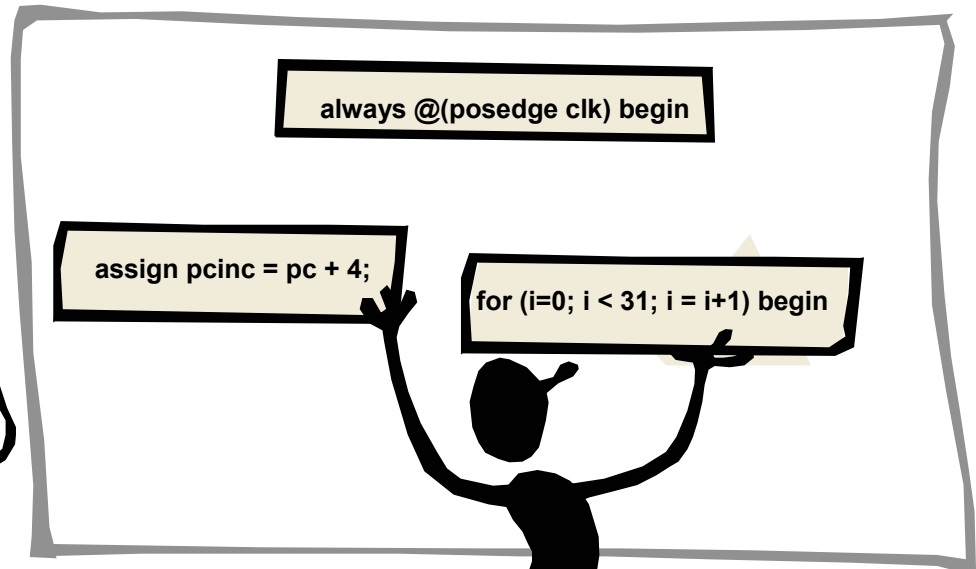 always @(posedge clk) begin
assign pcinc = pc + 4;
for (i=0; i < 31; i = i+1) begin